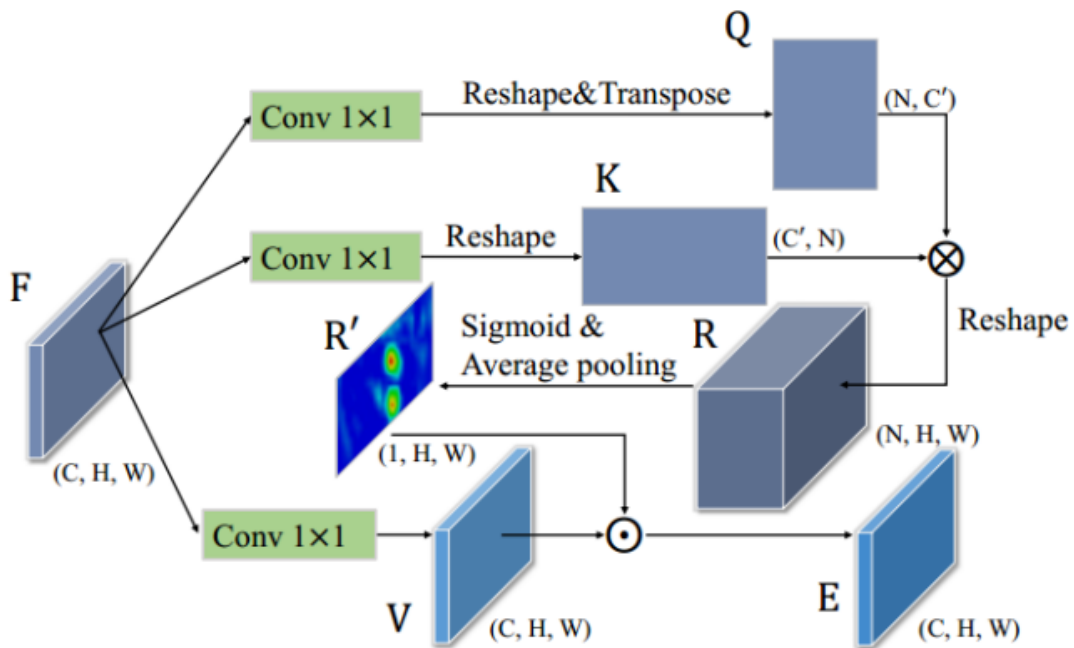 Q
Reshape&Transpose
(N, C′)
Conv 1×1
K
Reshape
(C′, N)
Conv 1×1
F
⊗
R′
Sigmoid &
Average pooling
R
Reshape
(C, H, W)
(1, H, W)
(N, H, W)
Conv 1×1
⊙
V
(C, H, W)
E
(C, H, W)